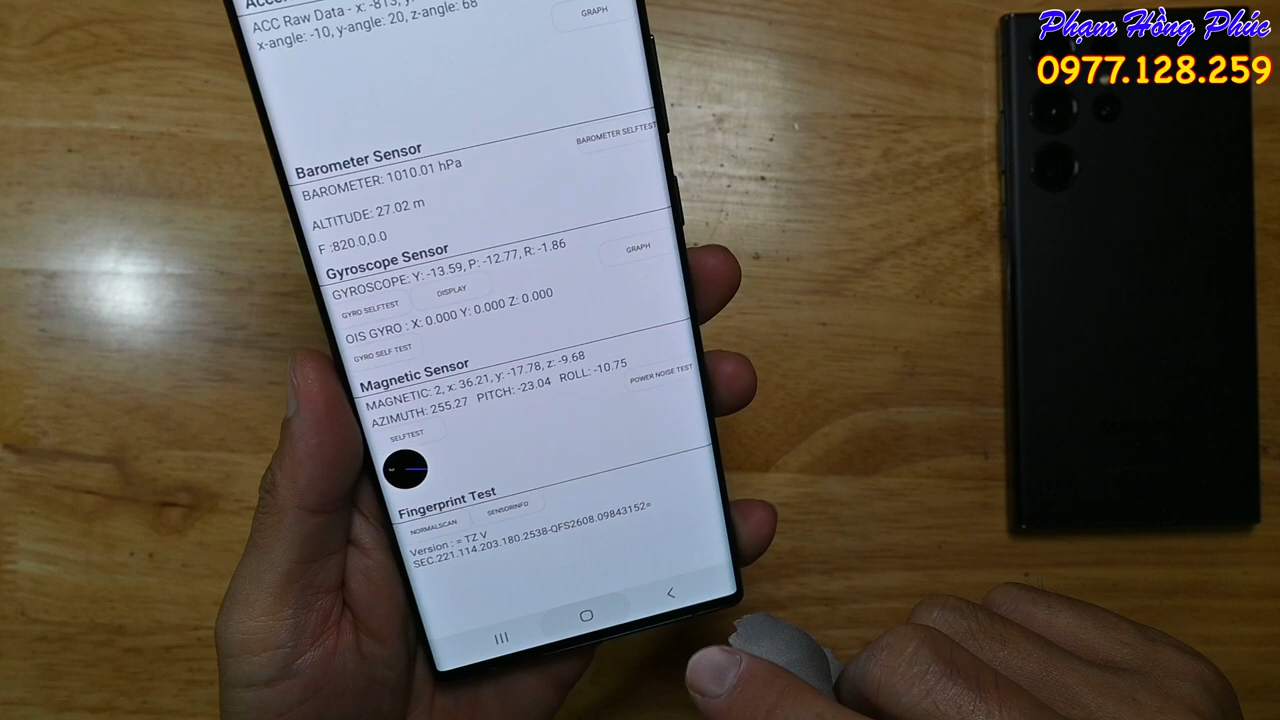 Phạm Hồng Phúc
0977.128.259
ACC Raw Data - x: -813,
x-angle: -10, y-angle: 20, z-angle: 68
GRAPH
Barometer Sensor
BAROMETER SELFTEST
BAROMETER: 1010.01 hPa
ALTITUDE: 27.02 m
F :820.0,0.0
Gyroscope Sensor
GYROSCOPE: Y: -13.59, P: -12.77, R: -1.86
GRAPH
GYRO SELFTEST DISPLAY
OIS GYRO : X: 0.000 Y: 0.000 Z: 0.000
GYRO SELF TEST
Magnetic Sensor
MAGNETIC: 2, x: 36.21, y: -17.78, z: -9.68
AZIMUTH: 255.27 PITCH: -23.04 ROLL: -10.75
POWER NOISE TEST
SELFTEST
Fingerprint Test
NORMALSCAN SENSORINFO
Version : = TZ V
SEC.221.114.203.180.2538-QFS2608.09843152=